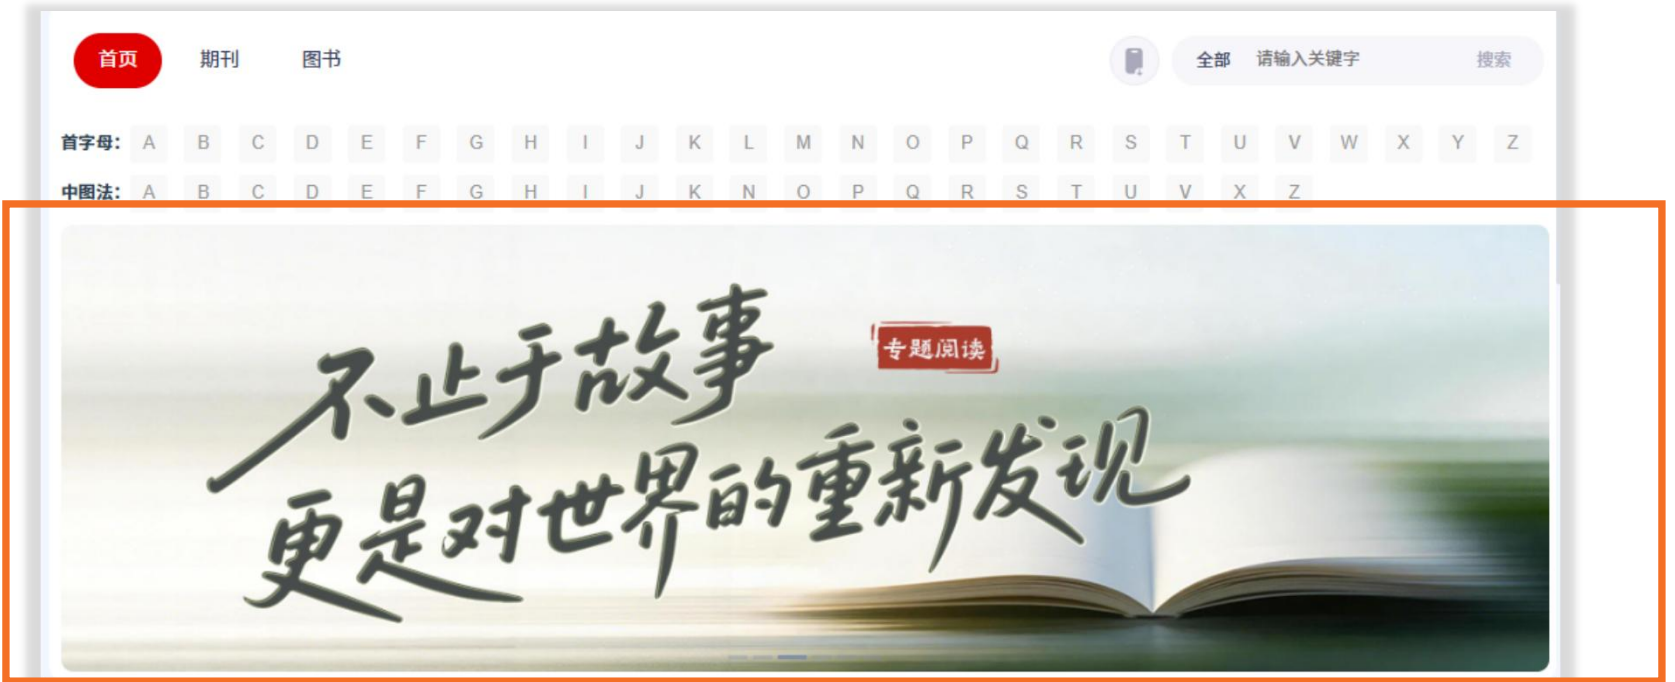 首页 期刊 图书 全部 请输入关键字 搜索
首字母: A B C D E F G H I J K L M N O P Q R S T U V W X Y Z
中图法: A B C D E F G H I J K N O P Q R S T U V X Z
不止于故事
专题阅读
更是对世界的重新发现